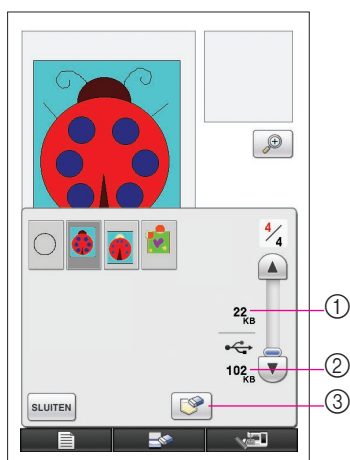 4/4
22 KB
①
102 KB
②
③
SLUITEN